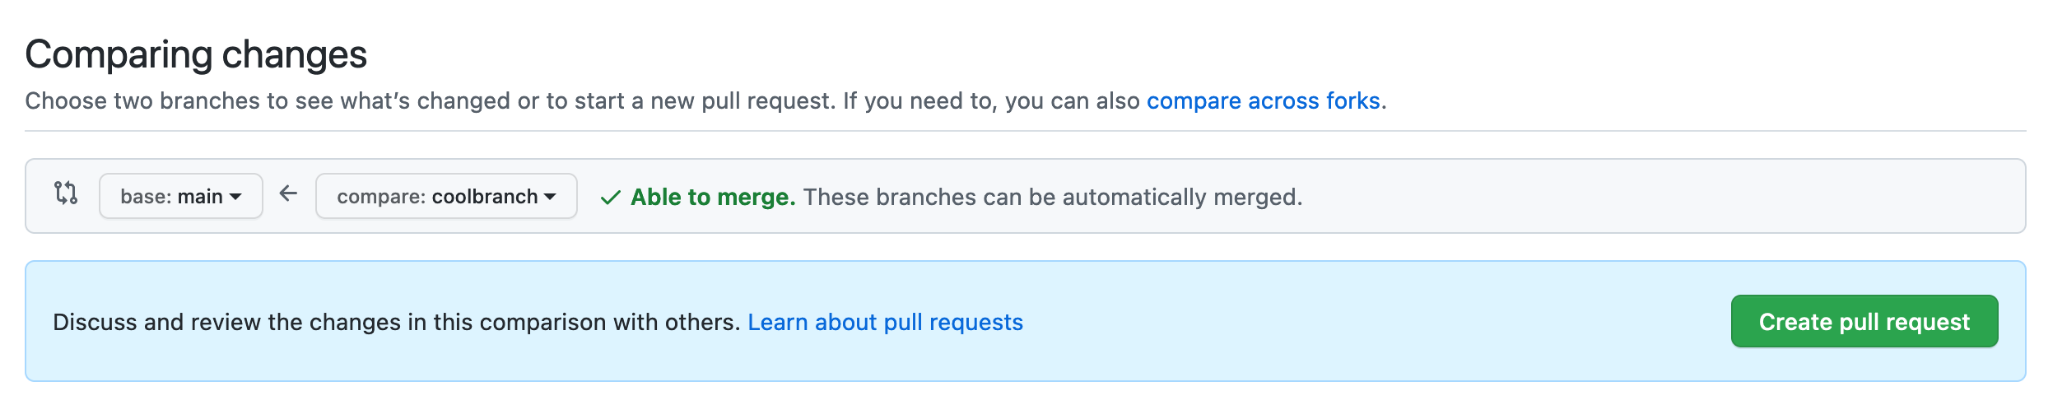 Comparing changes
Choose two branches to see what’s changed or to start a new pull request. If you need to, you can also compare across forks.
base: main compare: coolbranch Able to merge. These branches can be automatically merged.
Discuss and review the changes in this comparison with others. Learn about pull requests Create pull request